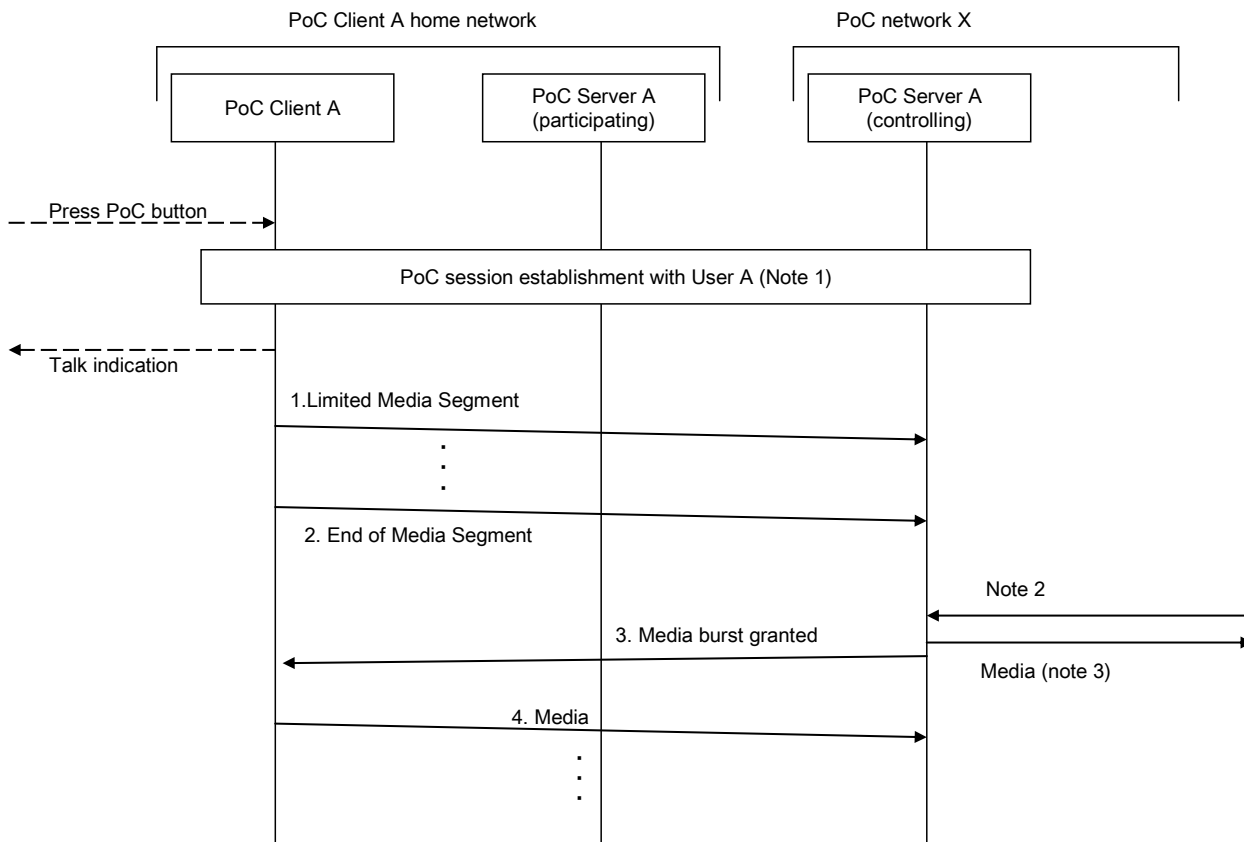 PoC Client A home network
PoC network X
PoC Client A
PoC Server A
(participating)
PoC Server A
(controlling)
Press PoC button
PoC session establishment with User A (Note 1)
Talk indication
1.Limited Media Segment
2. End of Media Segment
Note 2
3. Media burst granted
Media (note 3)
4. Media